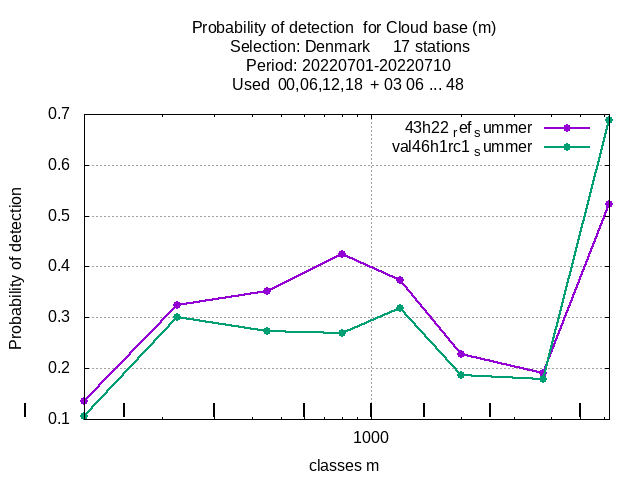 Probability of detection  for Cloud base (m)
Selection: Denmark     17 stations
Period: 20220701-20220710
Used  00,06,12,18  + 03 06 ... 48
43h22 ref summer
val46h1rc1 summer
0.7
0.6
0.5
0.4
0.3
0.2
0.1
Probability of detection
1000
classes m